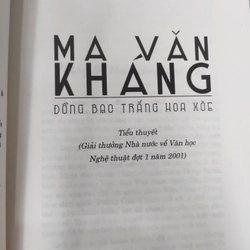 MA VĂN
KHÁNG
ĐỒNG BẠC TRẮNG HOA XÒE
Tiểu thuyết
(Giải thưởng Nhà nước về Văn học
Nghệ thuật đợt 1 năm 2001)